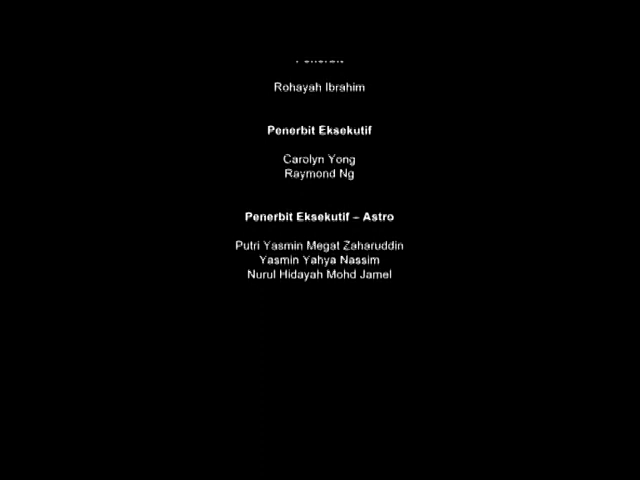 Rohayah Ibrahim
Penerbit Eksekutif
Carolyn Yong
Raymond Ng
Penerbit Eksekutif – Astro
Putri Yasmin Megat Zaharuddin
Yasmin Yahya Nassim
Nurul Hidayah Mohd Jamel